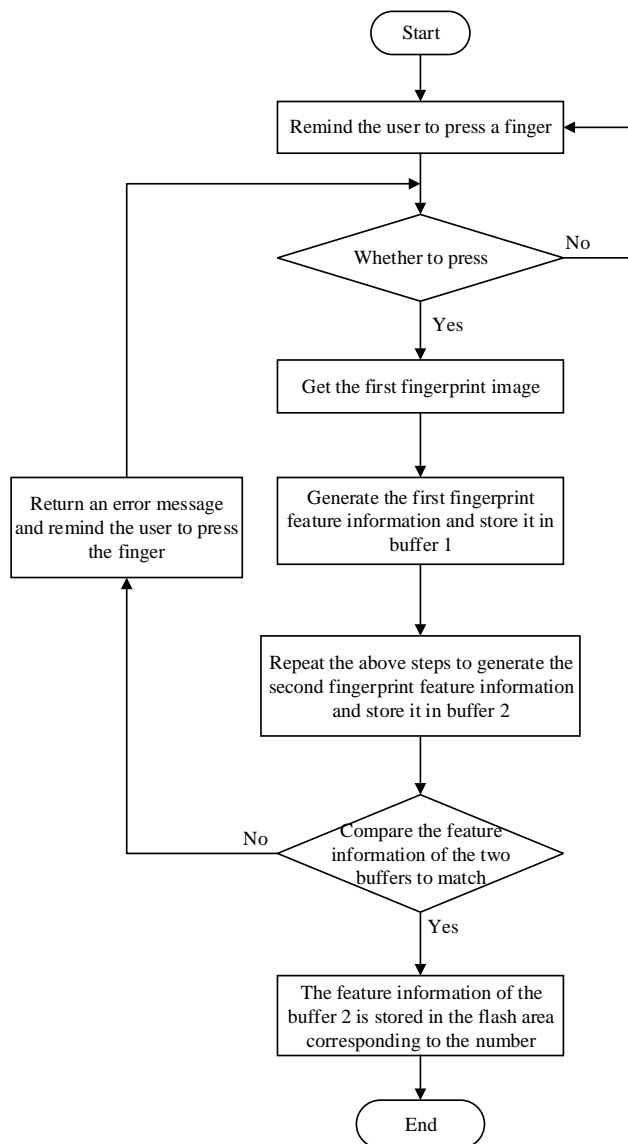 Start
Remind the user to press a finger
Whether to press
No
Yes
Get the first fingerprint image
Generate the first fingerprint
feature information and store it in
buffer 1
Return an error message
and remind the user to press
the finger
Repeat the above steps to generate the
second fingerprint feature information
and store it in buffer 2
No
Compare the feature
information of the two
buffers to match
Yes
The feature information of the
buffer 2 is stored in the flash area
corresponding to the number
End